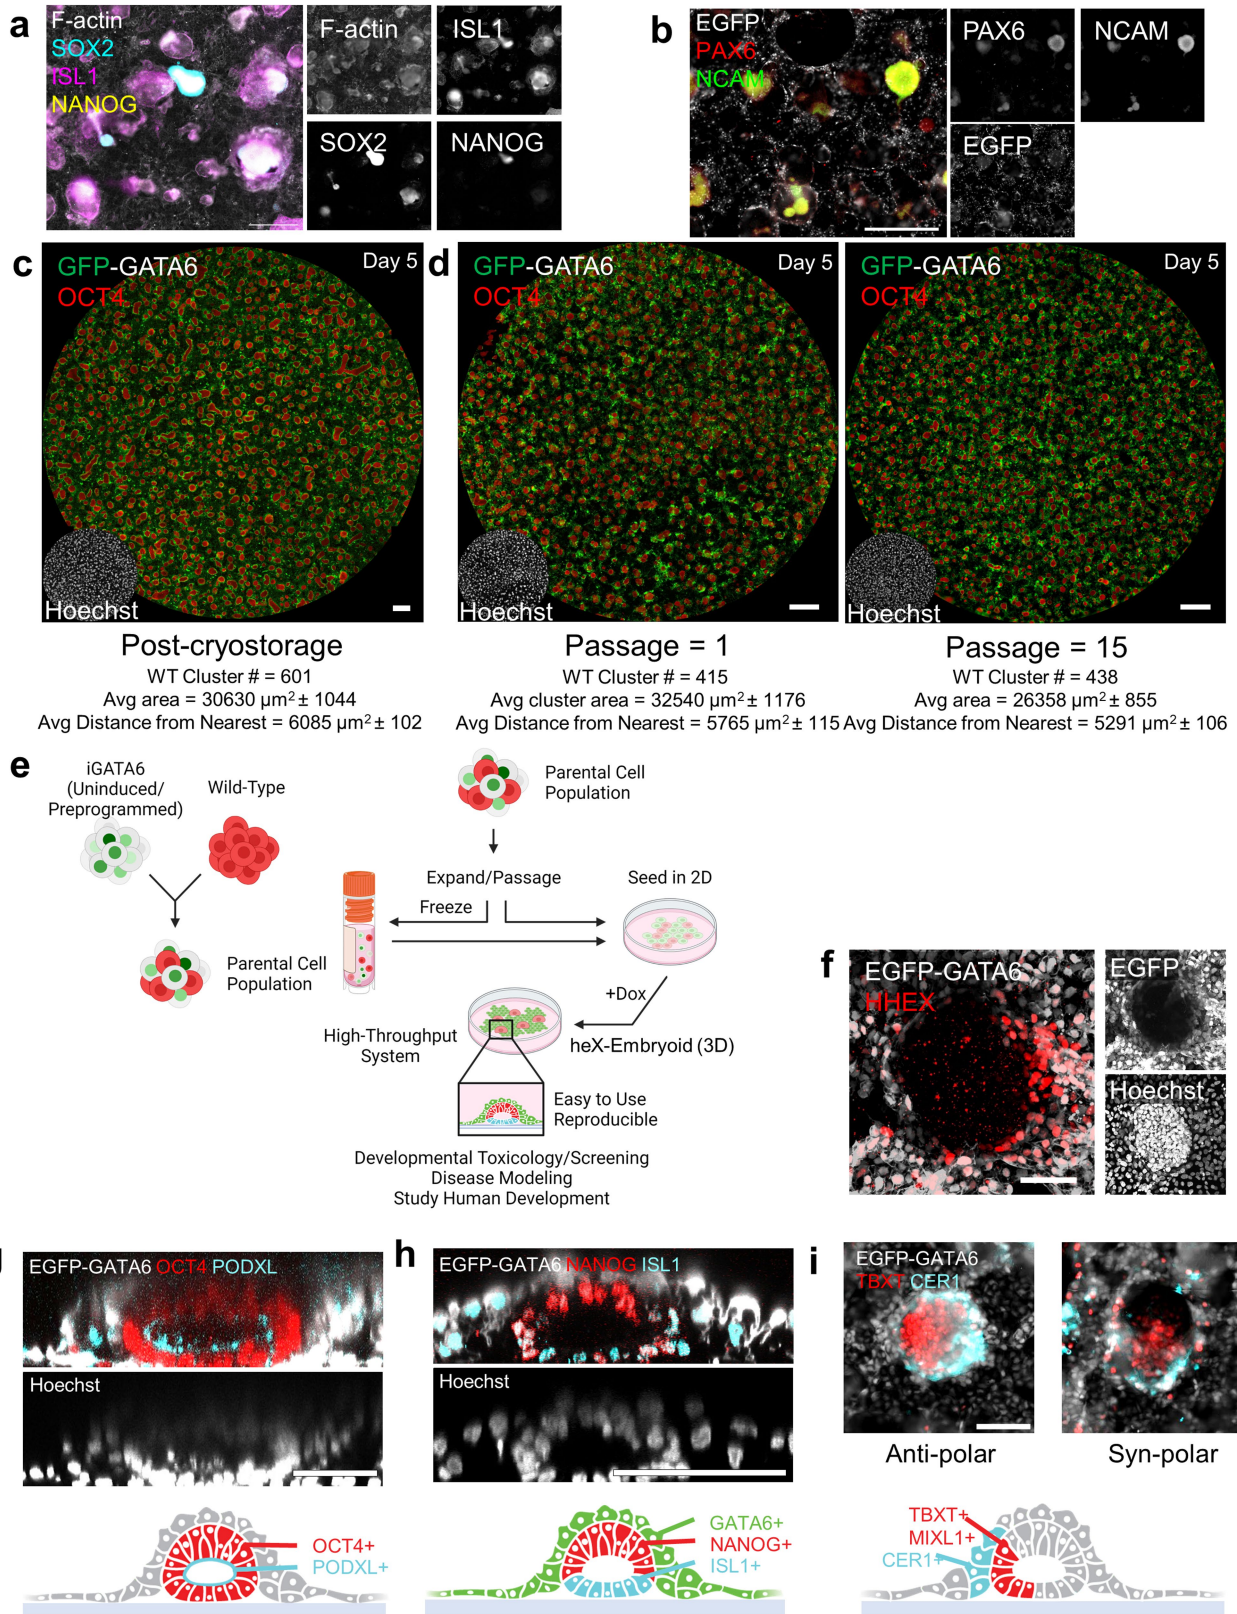 a
F-actin
SOX2
ISL1
NANOG
F-actin
ISL1
SOX2
NANOG
b
EGFP
PAX6
NCAM
PAX6
NCAM
EGFP
c
GFP-GATA6
OCT4
Day 5
Hoechst
Post-cryostorage
WT Cluster # = 601
Avg area = 30630 µm² ± 1044
Avg Distance from Nearest = 6085 µm² ± 102
d
GFP-GATA6
OCT4
Day 5
Hoechst
Passage = 1
WT Cluster # = 415
Avg cluster area = 32540 µm² ± 1176
Avg Distance from Nearest = 5765 µm² ± 115
GFP-GATA6
OCT4
Day 5
Hoechst
Passage = 15
WT Cluster # = 438
Avg area = 26358 µm² ± 855
Avg Distance from Nearest = 5291 µm² ± 106
e
iGATA6
(Uninduced/
Preprogrammed)
Wild-Type
Parental Cell
Population
Parental Cell
Population
Expand/Passage
Freeze
Seed in 2D
+Dox
heX-Embryoid (3D)
High-Throughput
System
Easy to Use
Reproducible
Developmental Toxicology/Screening
Disease Modeling
Study Human Development
f
EGFP-GATA6
HHEX
EGFP
Hoechst
EGFP-GATA6 OCT4 PODXL
Hoechst
OCT4+
PODXL+
h
EGFP-GATA6 NANOG ISL1
Hoechst
GATA6+
NANOG+
ISL1+
i
EGFP-GATA6
TBXT CER1
Anti-polar
Syn-polar
TBXT+
MIXL1+
CER1+